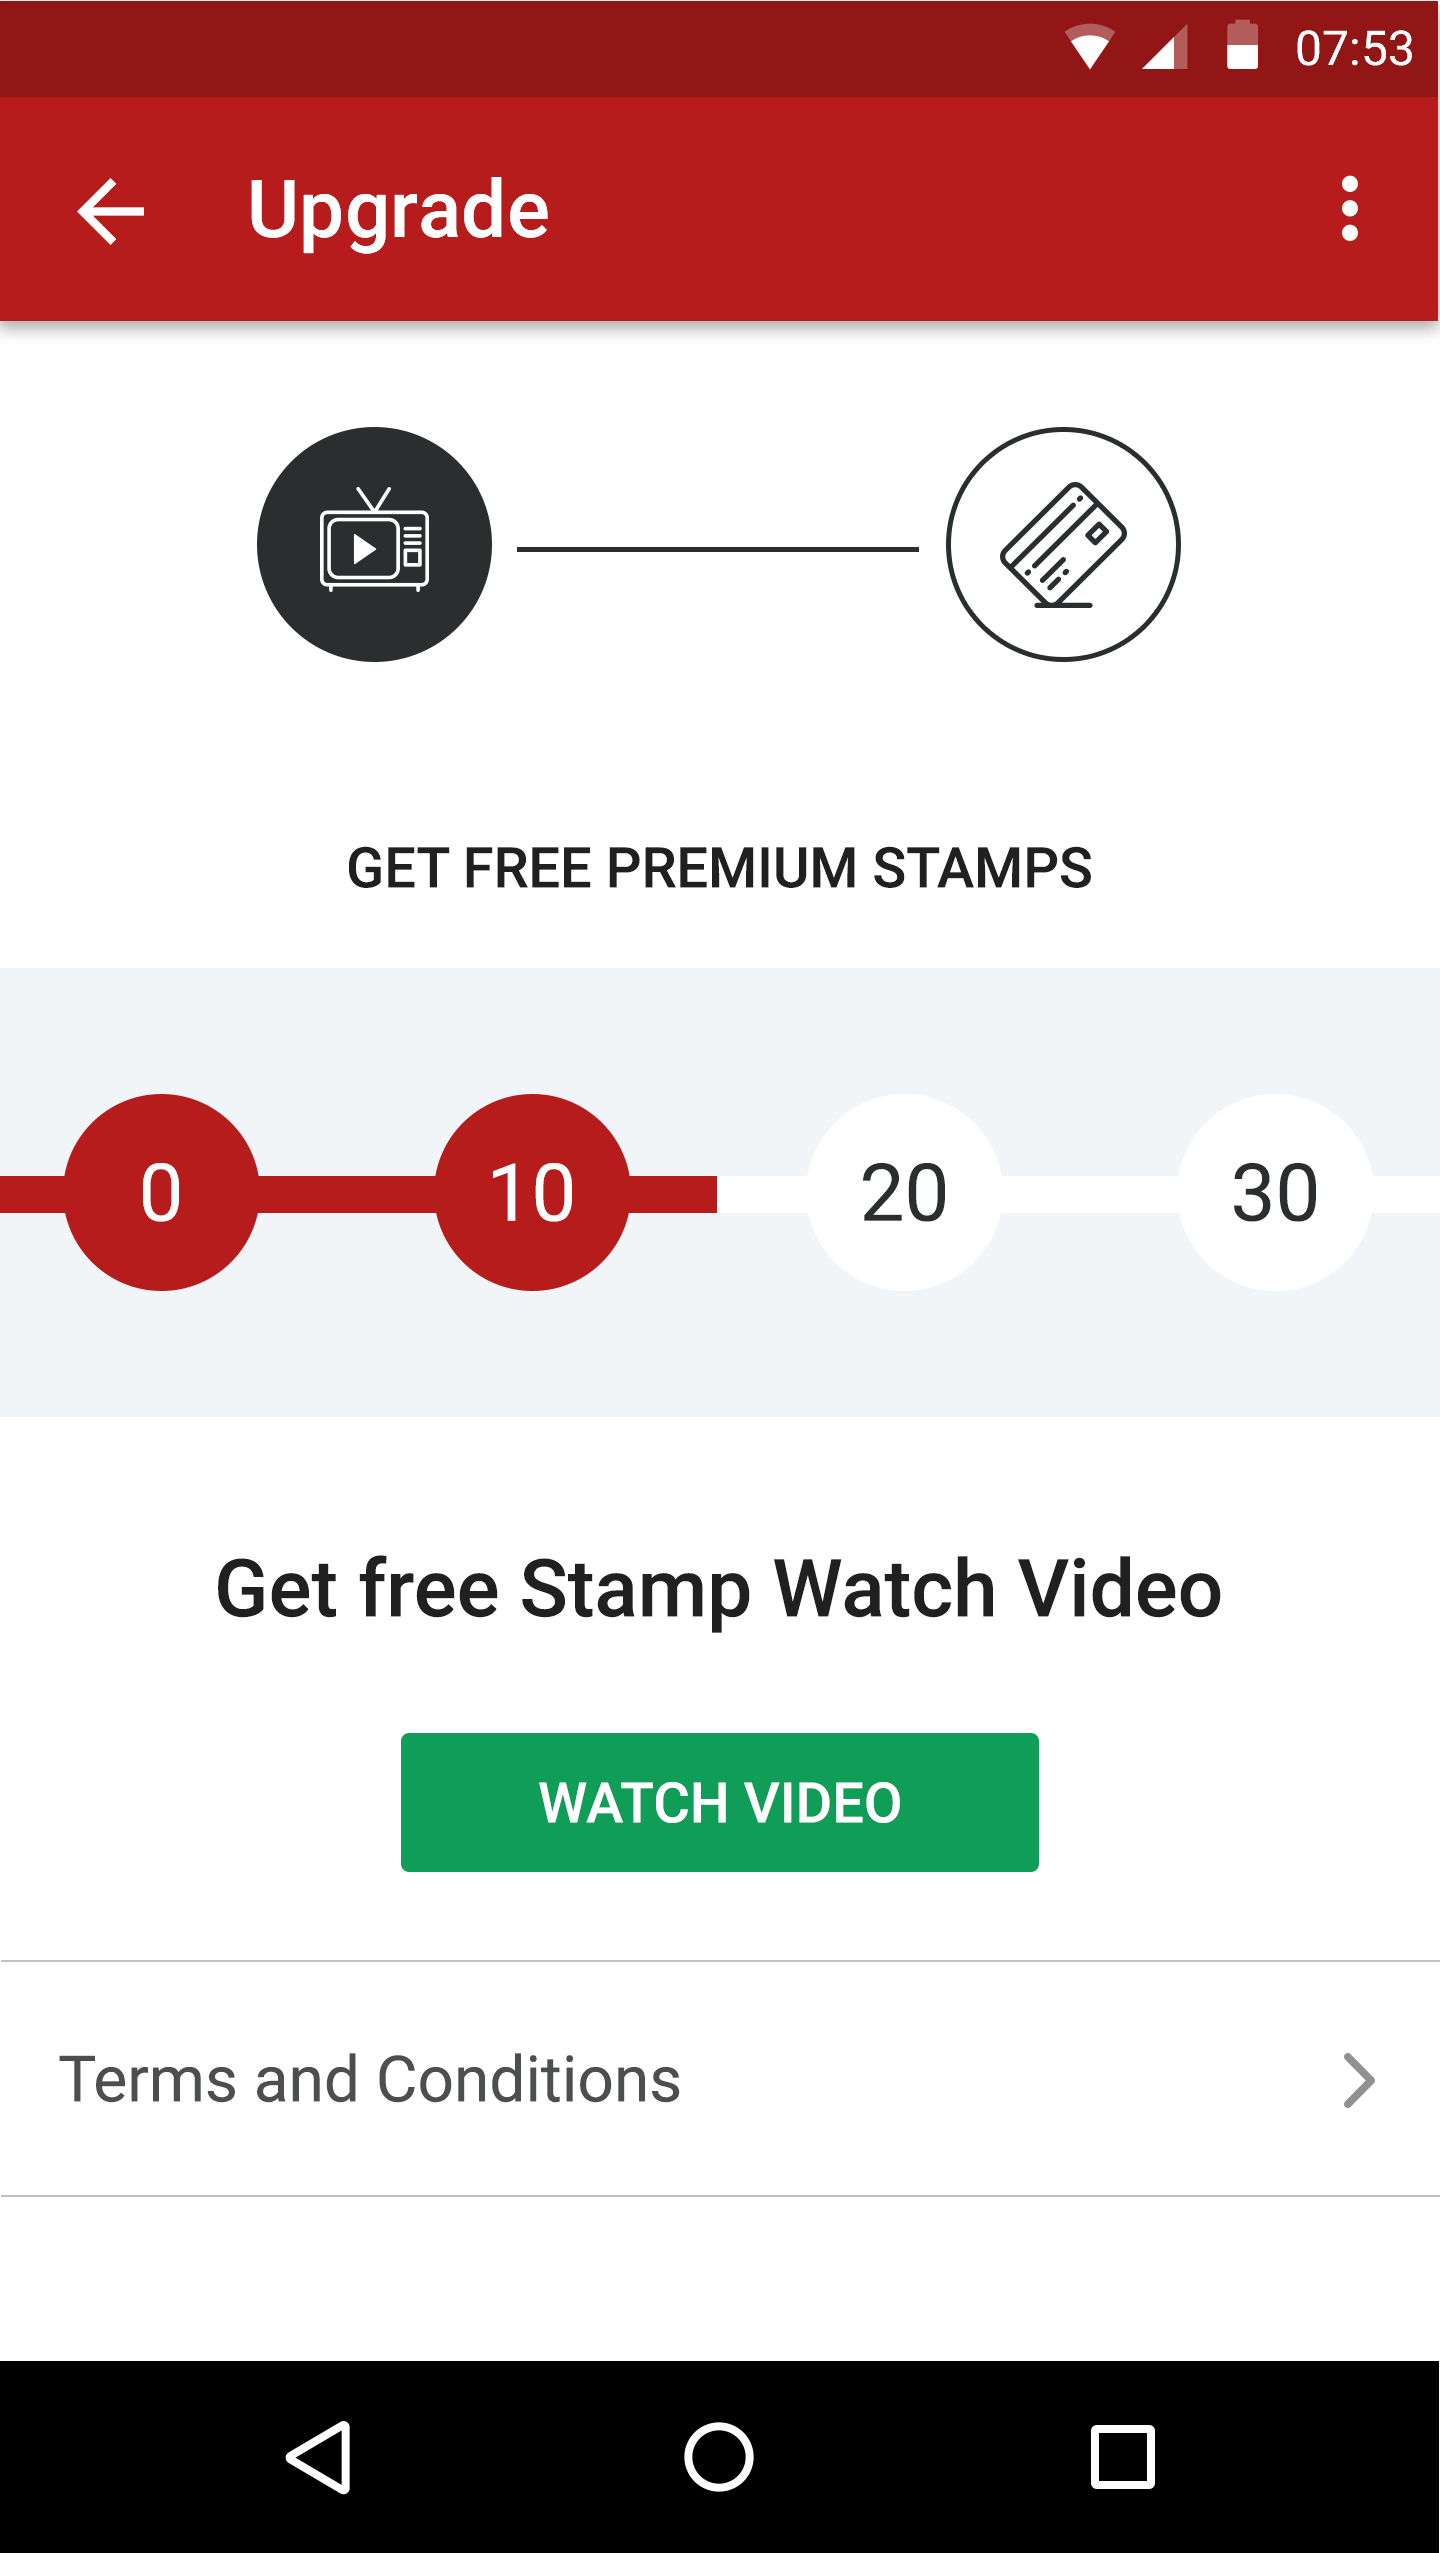 07:53
Upgrade
GET FREE PREMIUM STAMPS
0 10 20 30
Get free Stamp Watch Video
WATCH VIDEO
Terms and Conditions